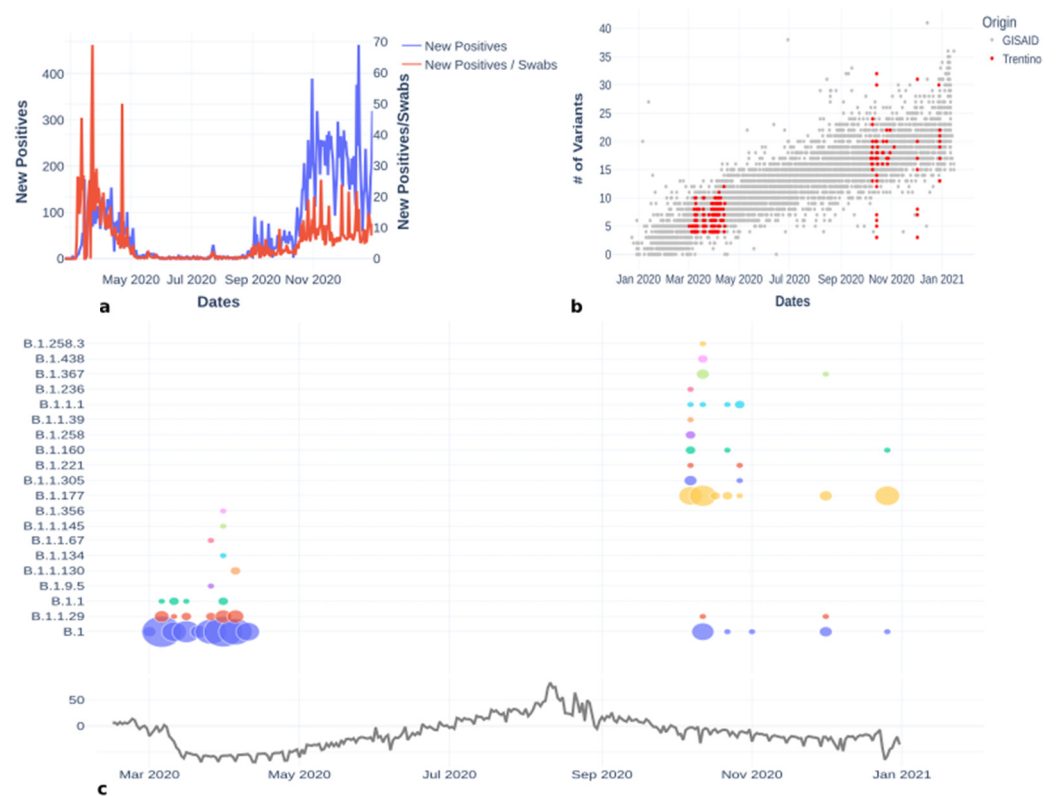 New Positives
400
300
200
100
0
70
60
50
40
30
20
10
0
New Positives/Swabs
New Positives
New Positives / Swabs
May 2020 Jul 2020 Sep 2020 Nov 2020
Dates
a
# of Variants
40
35
30
25
20
15
10
5
0
Jan 2020 Mar 2020 May 2020 Jul 2020 Sep 2020 Nov 2020 Jan 2021
Dates
b
Origin
GISAID
Trentino
B.1.258.3
B.1.438
B.1.367
B.1.236
B.1.1.1
B.1.1.39
B.1.258
B.1.160
B.1.221
B.1.1.305
B.1.177
B.1.356
B.1.1.145
B.1.1.67
B.1.134
B.1.1.130
B.1.9.5
B.1.1
B.1.1.29
B.1
50
0
Mar 2020 May 2020 Jul 2020 Sep 2020 Nov 2020 Jan 2021
c